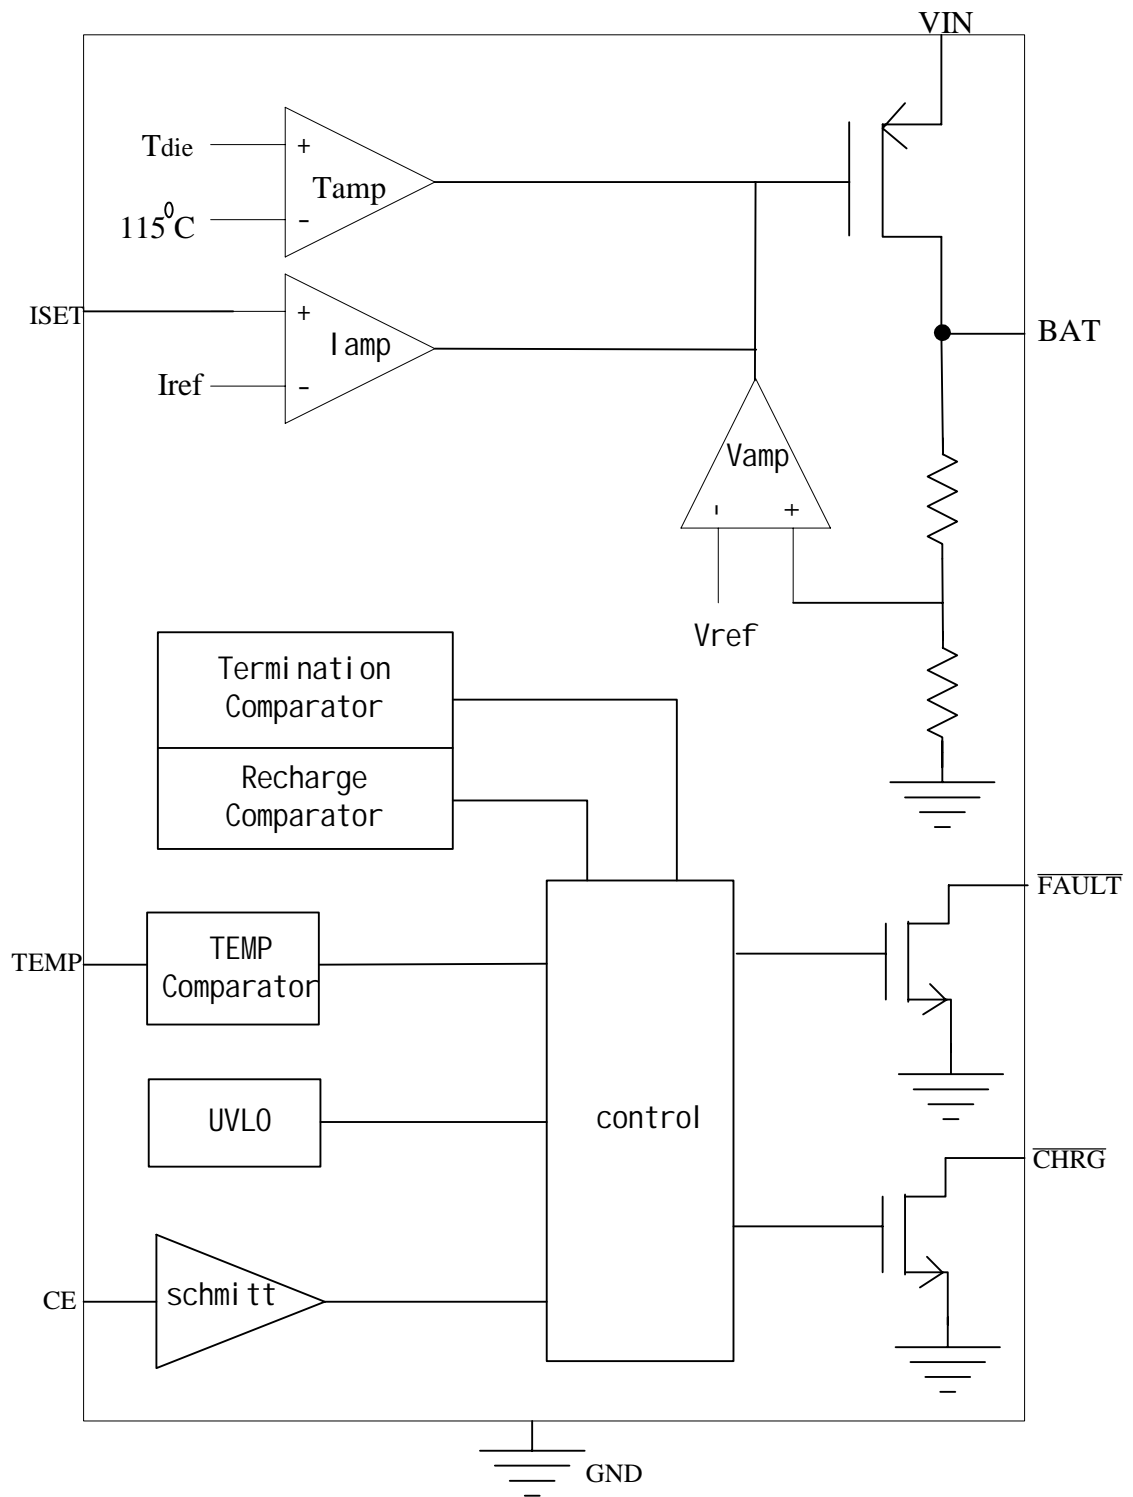 VIN
Tdie
+
Tamp
115⁰C
-
ISET
+
Iamp
BAT
Iref
-
Vamp
- +
Vref
Termination
Comparator
Recharge
Comparator
FAULT
TEMP
TEMP
Comparator
UVLO
control
CHRG
CE
schmitt
GND